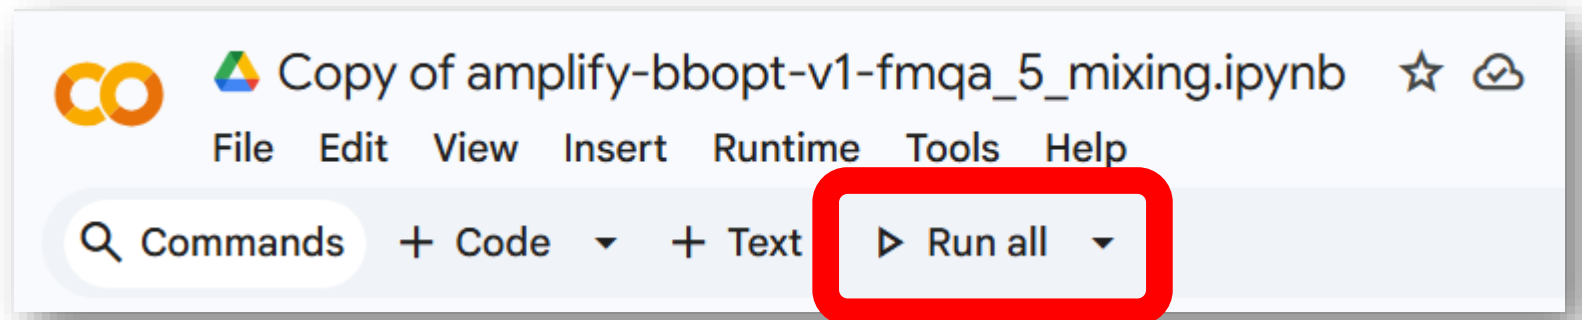 Copy of amplify-bbopt-v1-fmqa_5_mixing.ipynb
File Edit View Insert Runtime Tools Help
Commands + Code + Text Run all